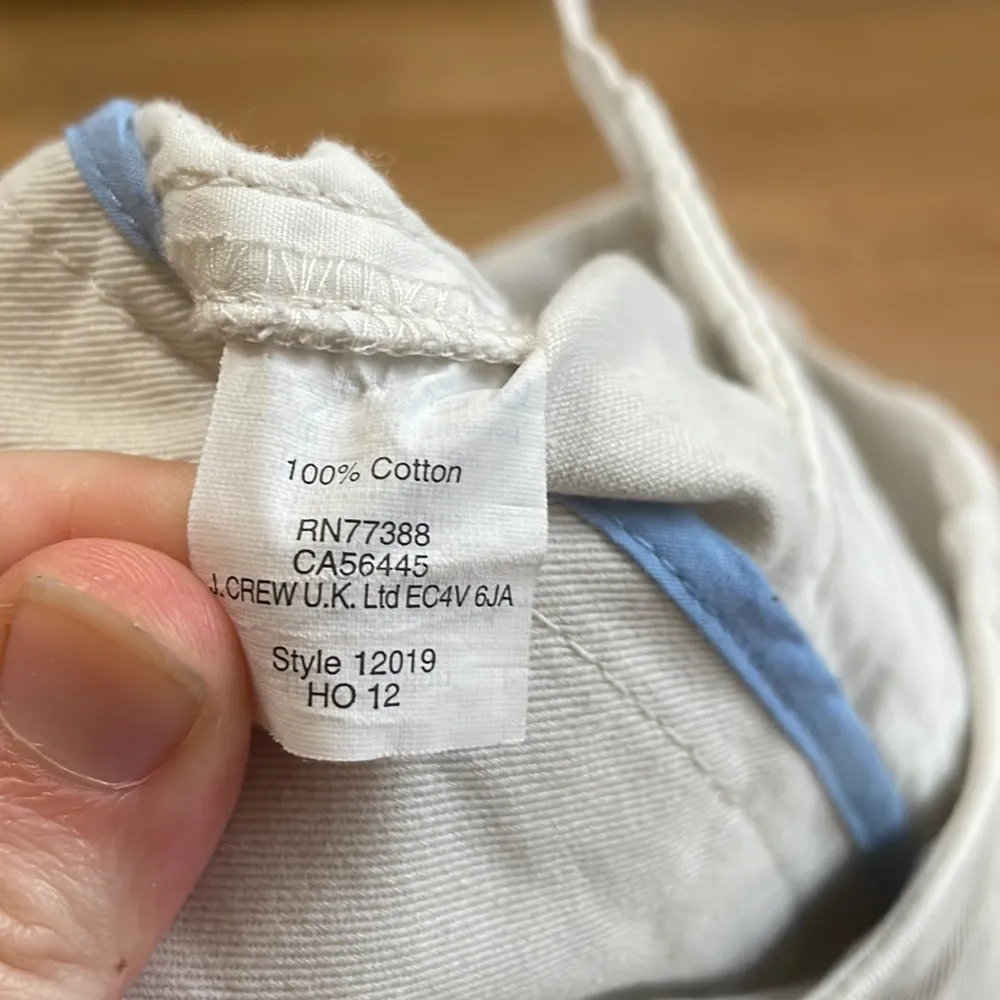 100% Cotton
RN77388
CA56445
J.CREW U.K. Ltd EC4V 6JA
Style 12019
HO 12